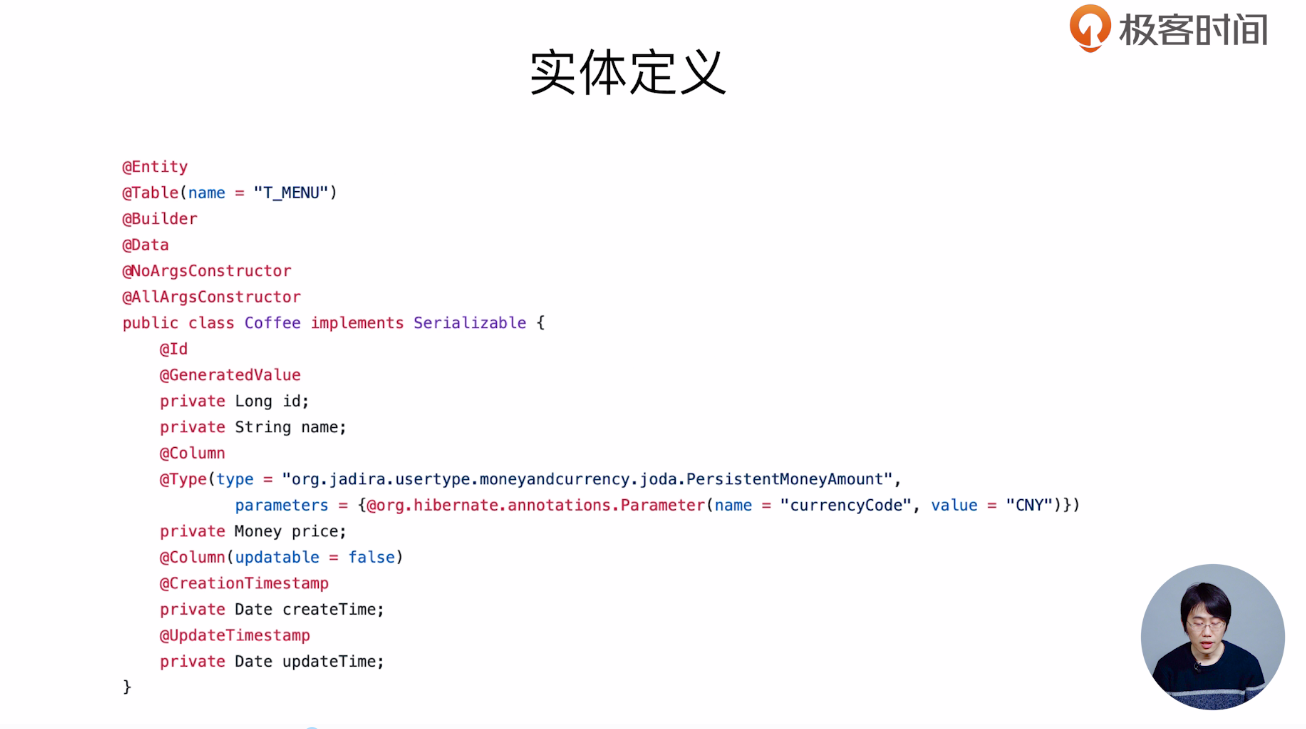 极客时间
实体定义
@Entity
@Table(name = "T_MENU")
@Builder
@Data
@NoArgsConstructor
@AllArgsConstructor
public class Coffee implements Serializable {
    @Id
    @GeneratedValue
    private Long id;
    private String name;
    @Column
    @Type(type = "org.jadira.usertype.moneyandcurrency.joda.PersistentMoneyAmount",
            parameters = {@org.hibernate.annotations.Parameter(name = "currencyCode", value = "CNY")})
    private Money price;
    @Column(updatable = false)
    @CreationTimestamp
    private Date createTime;
    @UpdateTimestamp
    private Date updateTime;
}